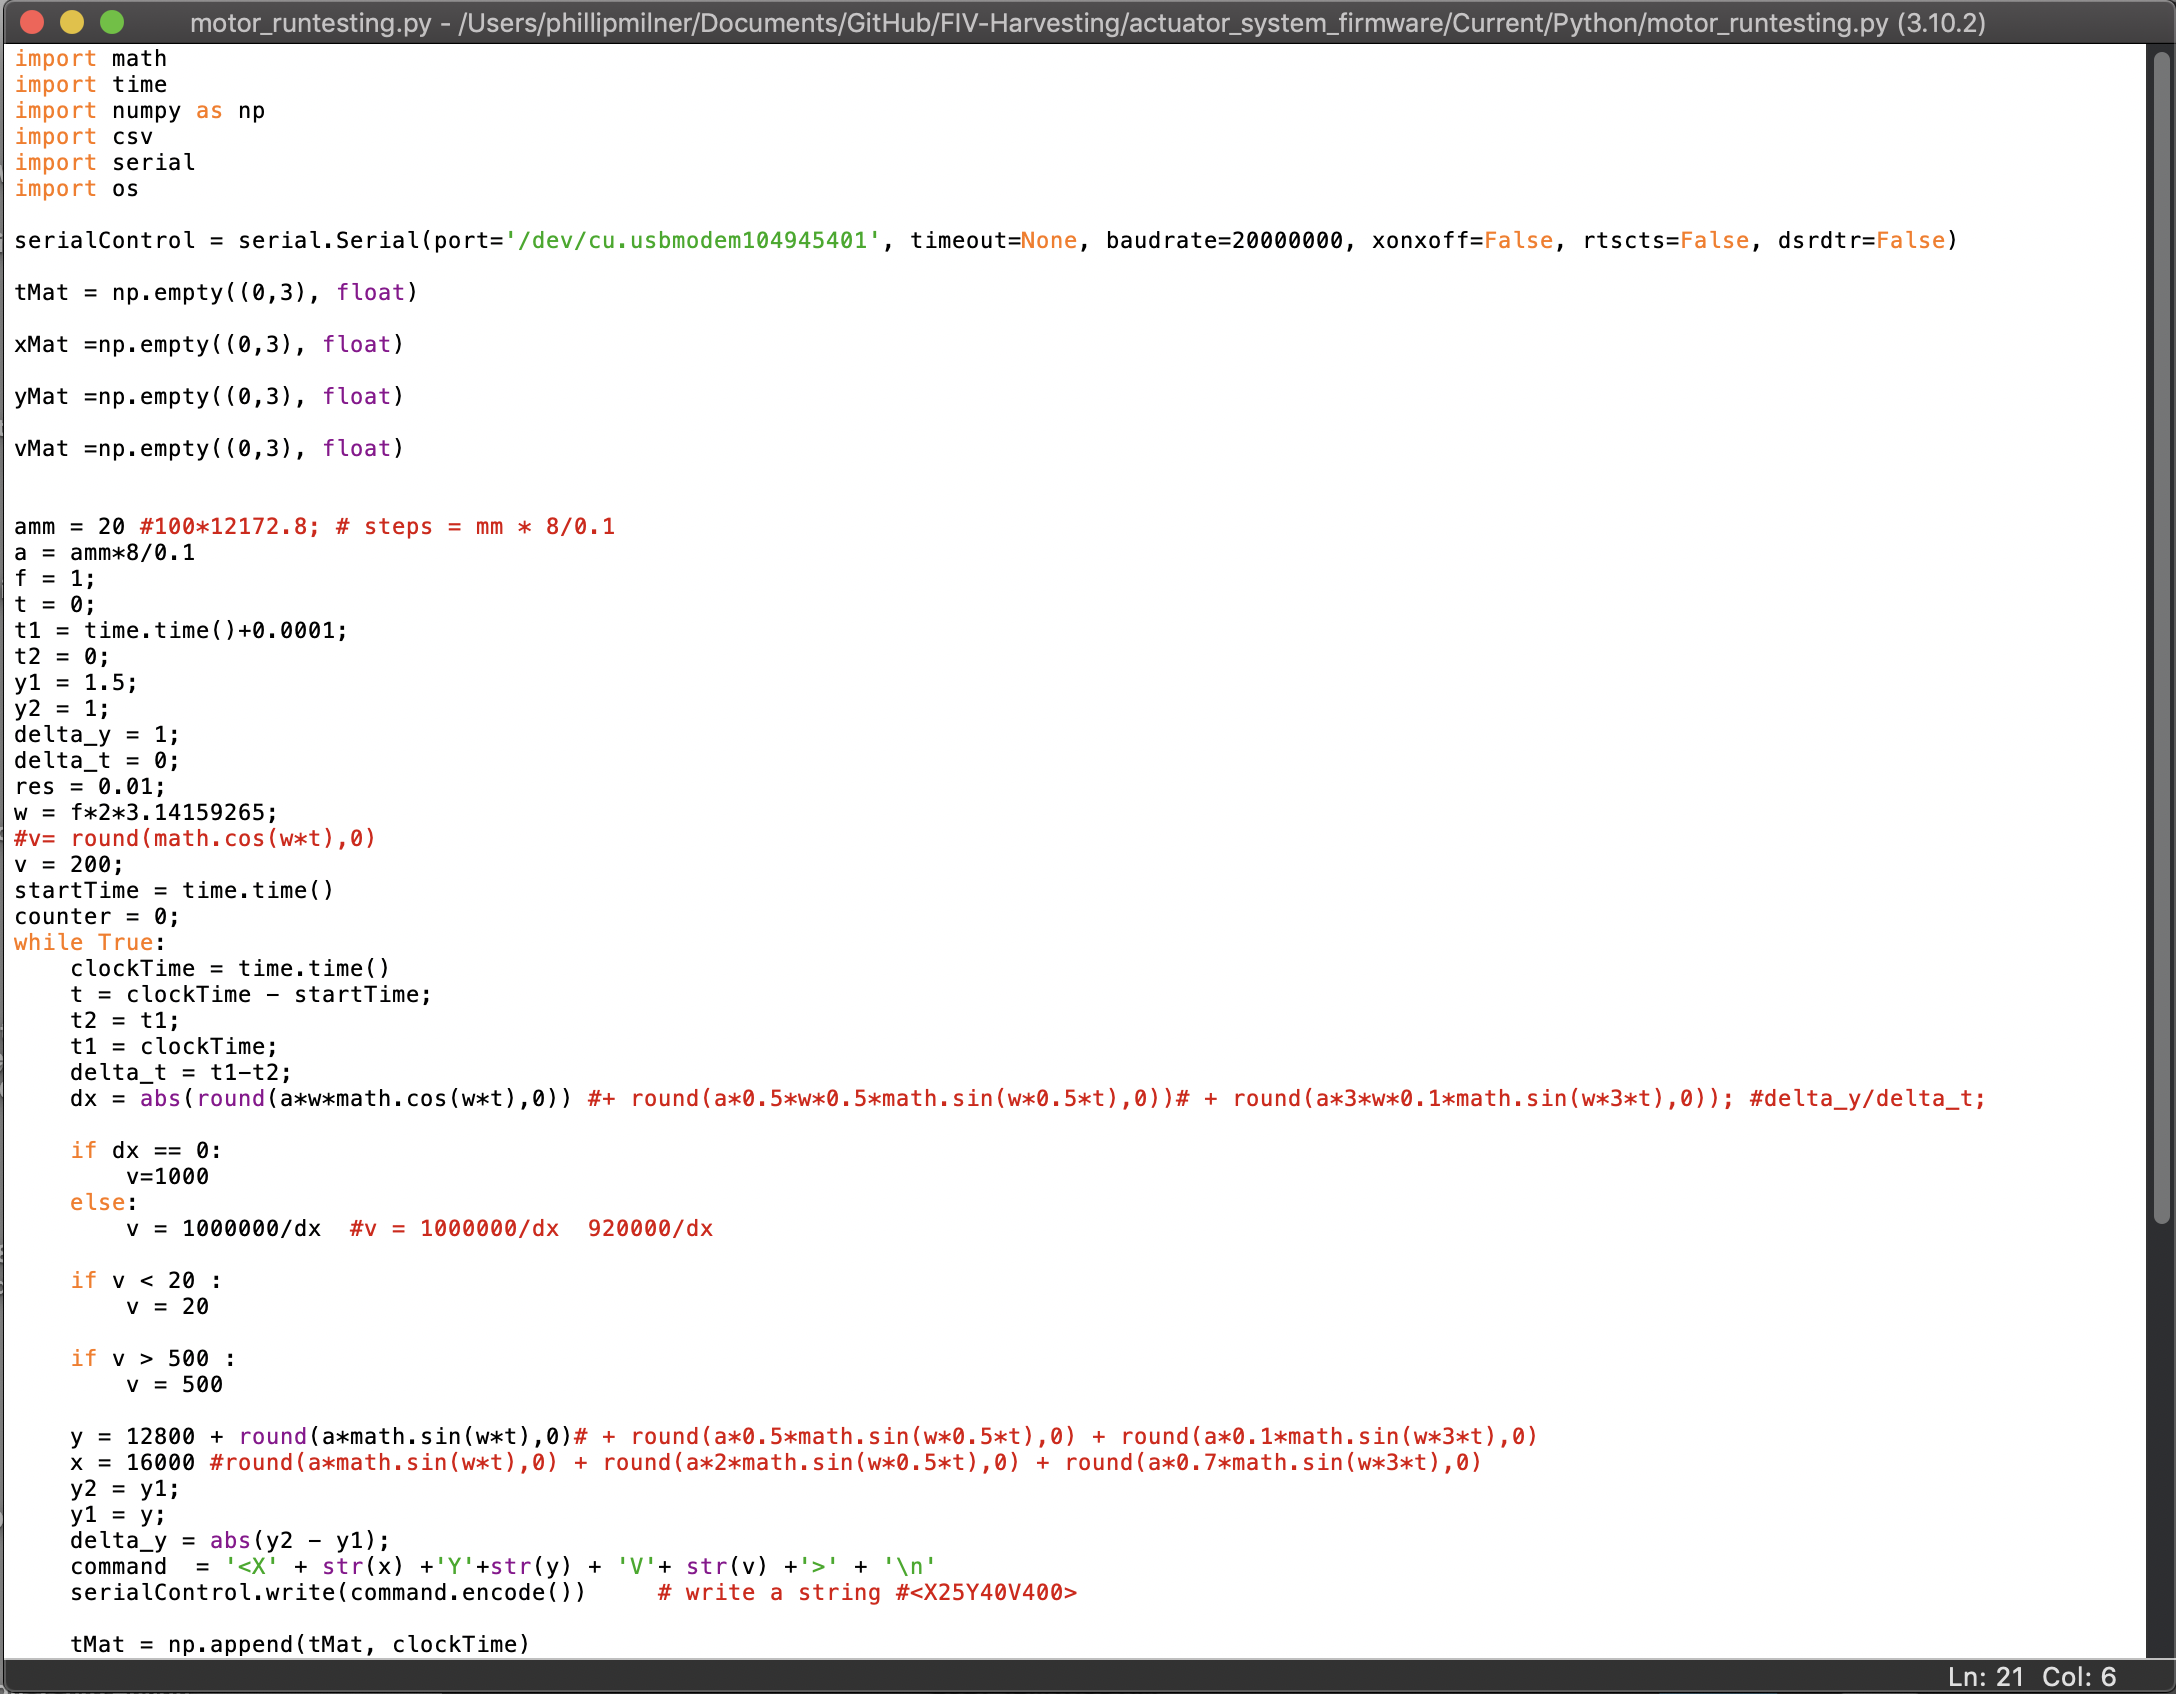 motor_runtesting.py - /Users/phillipmilner/Documents/GitHub/FIV-Harvesting/actuator_system_firmware/Current/Python/motor_runtesting.py (3.10.2)
import math
import time
import numpy as np
import csv
import serial
import os
serialControl = serial.Serial(port='/dev/cu.usbmodem104945401', timeout=None, baudrate=20000000, xonxoff=False, rtscts=False, dsrdtr=False)
tMat = np.empty((0,3), float)
xMat =np.empty((0,3), float)
yMat =np.empty((0,3), float)
vMat =np.empty((0,3), float)
amm = 20 #100*12172.8; # steps = mm * 8/0.1
a = amm*8/0.1
f = 1;
t = 0;
t1 = time.time()+0.0001;
t2 = 0;
y1 = 1.5;
y2 = 1;
delta_y = 1;
delta_t = 0;
res = 0.01;
w = f*2*3.14159265;
#v= round(math.cos(w*t),0)
v = 200;
startTime = time.time()
counter = 0;
while True:
    clockTime = time.time()
    t = clockTime - startTime;
    t2 = t1;
    t1 = clockTime;
    delta_t = t1-t2;
    dx = abs(round(a*w*math.cos(w*t),0)) #+ round(a*0.5*w*0.5*math.sin(w*0.5*t),0))# + round(a*3*w*0.1*math.sin(w*3*t),0)); #delta_y/delta_t;
    if dx == 0:
        v=1000
    else:
        v = 1000000/dx  #v = 1000000/dx  920000/dx
    if v < 20 :
        v = 20
    if v > 500 :
        v = 500
    y = 12800 + round(a*math.sin(w*t),0)# + round(a*0.5*math.sin(w*0.5*t),0) + round(a*0.1*math.sin(w*3*t),0)
    x = 16000 #round(a*math.sin(w*t),0) + round(a*2*math.sin(w*0.5*t),0) + round(a*0.7*math.sin(w*3*t),0)
    y2 = y1;
    y1 = y;
    delta_y = abs(y2 - y1);
    command  = '<X' + str(x) +'Y'+str(y) + 'V'+ str(v) +'>' + '\n'
    serialControl.write(command.encode())     # write a string #<X25Y40V400>
    tMat = np.append(tMat, clockTime)
Ln: 21  Col: 6